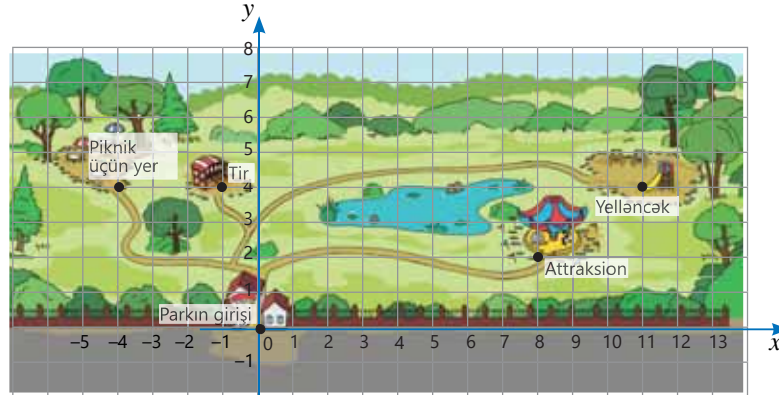 y
8
7
6
5
4
3
2
1
−1
Piknik
üçün yer
Tir
Yelləncək
Attraksion
Parkın girişi
−5 −4 −3 −2 −1 0 1 2 3 4 5 6 7 8 9 10 11 12 13
x